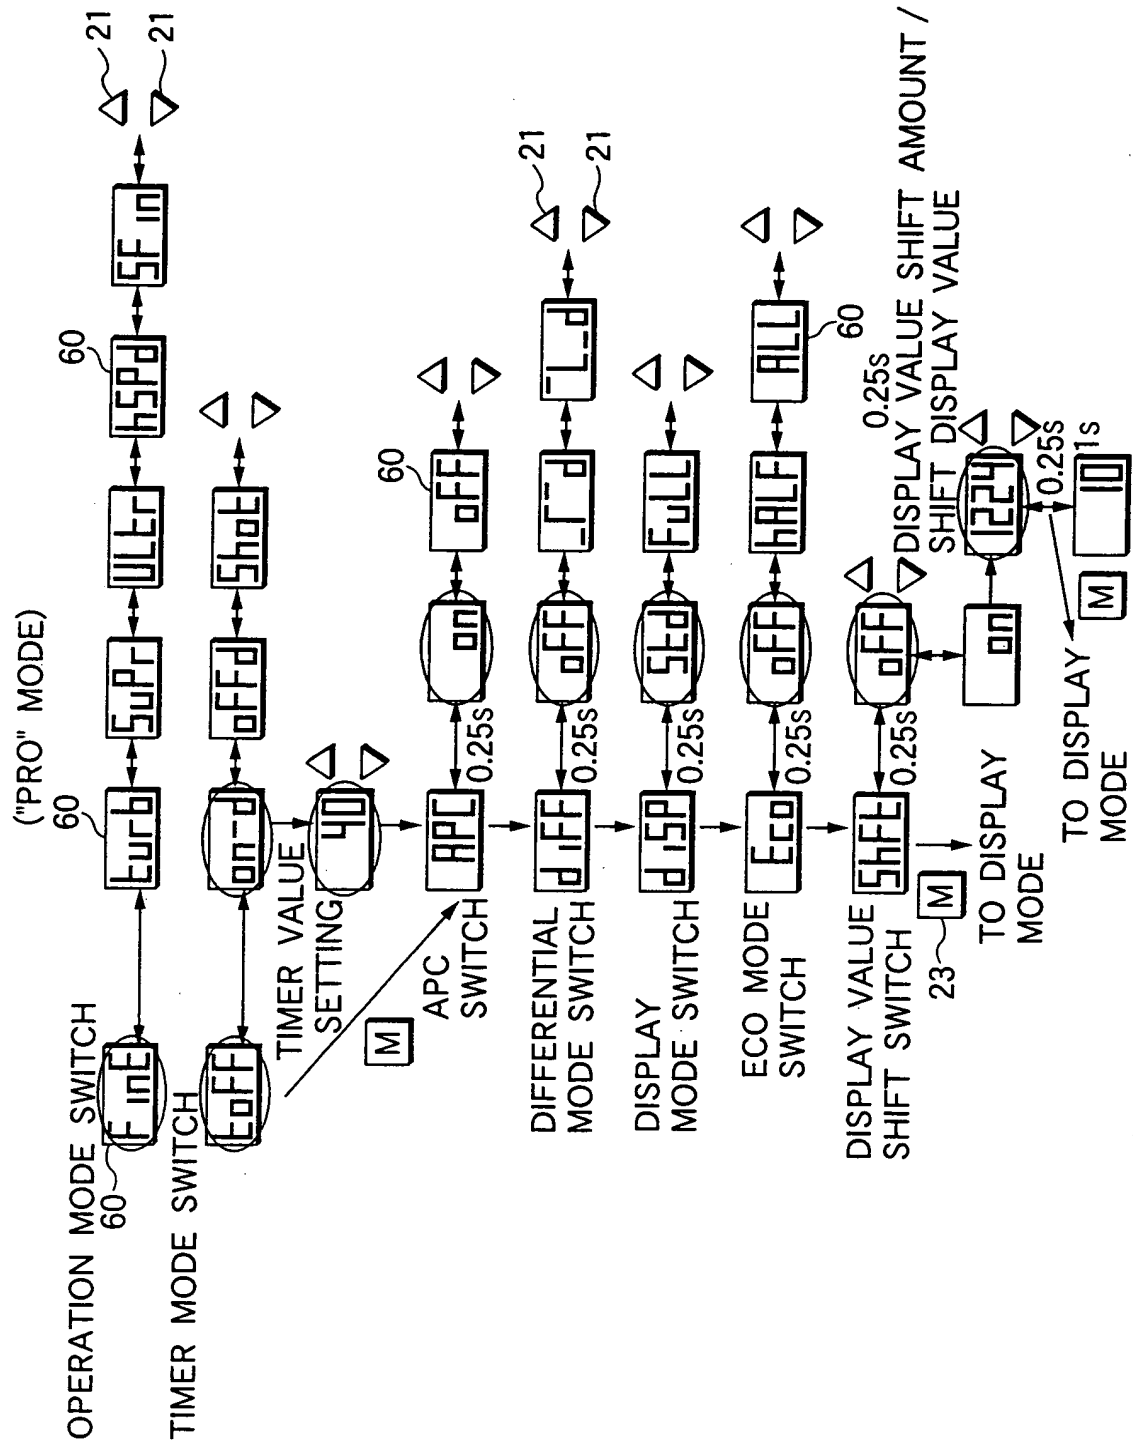 ("PRO" MODE)
OPERATION MODE SWITCH
60
F inE
60
turb
SuPr
ULtr
60
hSPd
SF in
21
21
TIMER MODE SWITCH
toFF
on-d
oFFd
Shot
TIMER VALUE
SETTING
40
M
APC
SWITCH
APC
0.25s
on
60
oFF
DIFFERENTIAL
MODE SWITCH
d iFF
0.25s
oFF
21
21
DISPLAY
MODE SWITCH
d iSP
0.25s
Std
FuLL
ECO MODE
SWITCH
Eco
0.25s
oFF
hALF
ALL
60
DISPLAY VALUE
SHIFT SWITCH
ShFt
0.25s
oFF
on
23
M
TO DISPLAY
MODE
0.25s
DISPLAY VALUE SHIFT AMOUNT /
SHIFT DISPLAY VALUE
1224
0.25s
10
1s
M
TO DISPLAY
MODE